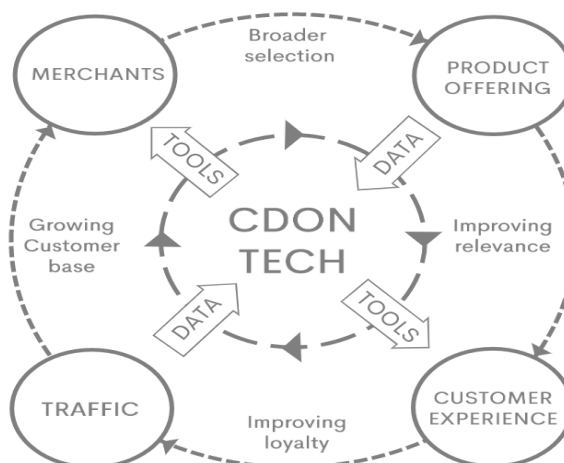 Broader
selection
MERCHANTS
PRODUCT
OFFERING
TOOLS
DATA
Growing
Customer
base
CDON
TECH
Improving
relevance
DATA
TOOLS
TRAFFIC
Improving
loyalty
CUSTOMER
EXPERIENCE